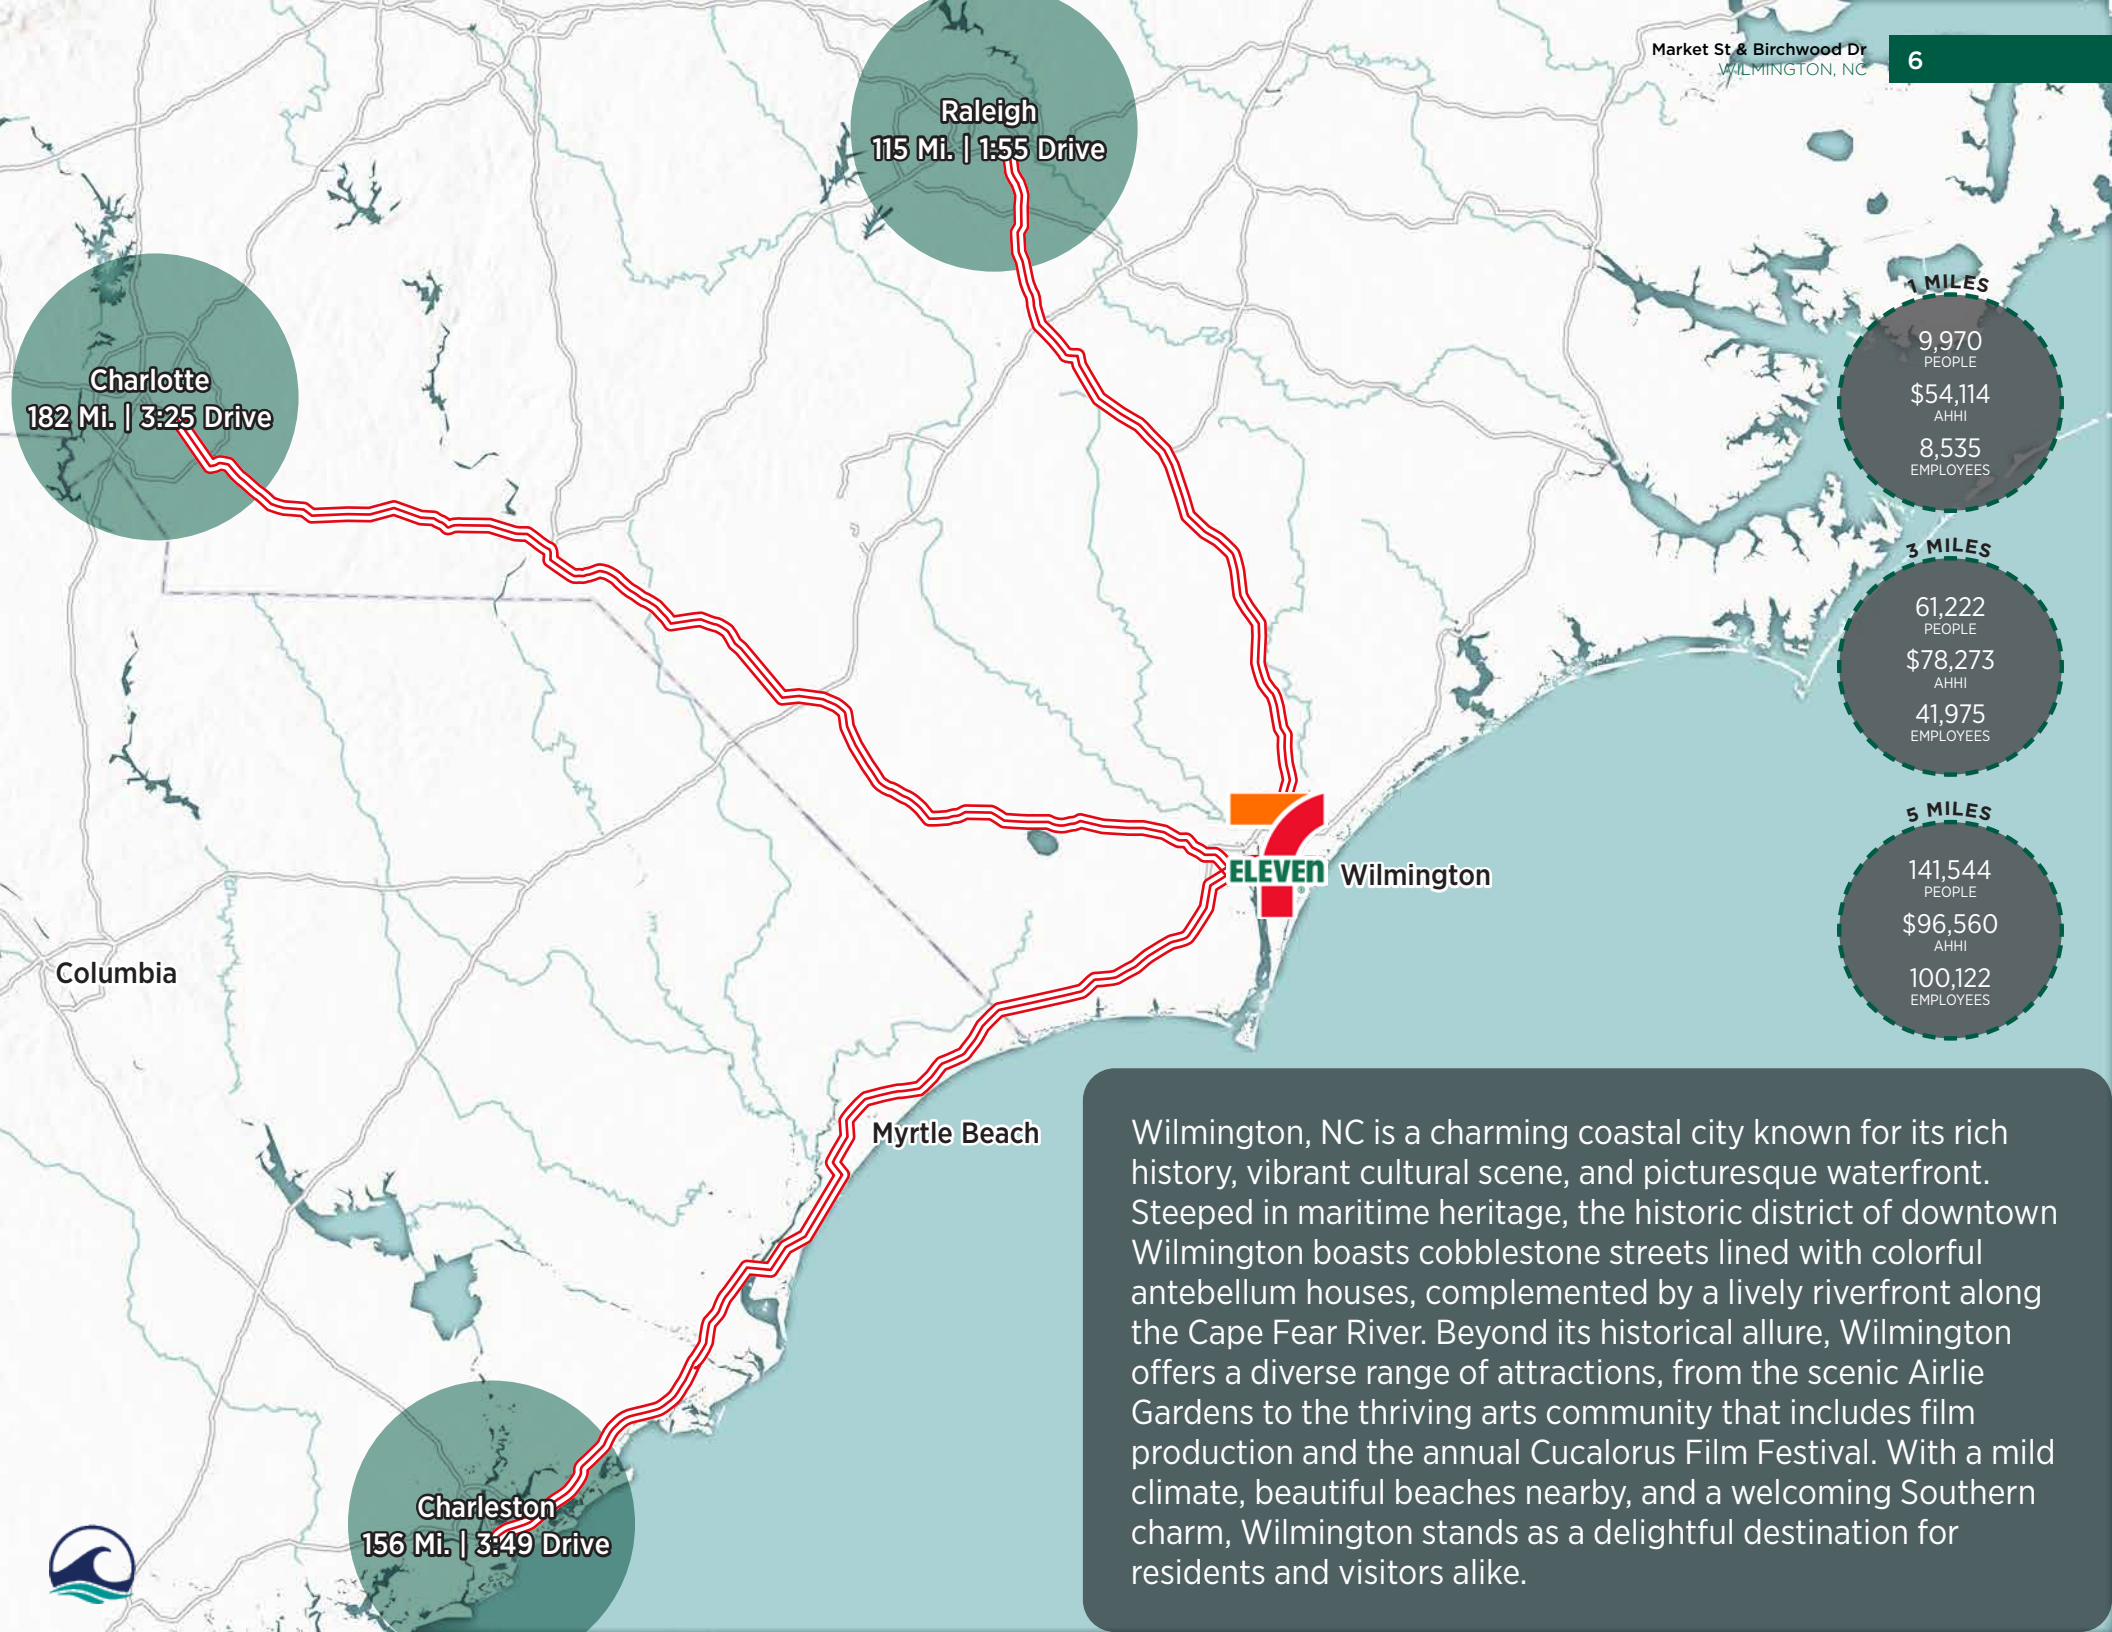 Market St & Birchwood Dr
WILMINGTON, NC
6
Raleigh
115 Mi. | 1:55 Drive
Charlotte
182 Mi. | 3:25 Drive
1 MILES
9,970
PEOPLE
$54,114
AHHI
8,535
EMPLOYEES
3 MILES
61,222
PEOPLE
$78,273
AHHI
41,975
EMPLOYEES
5 MILES
141,544
PEOPLE
$96,560
AHHI
100,122
EMPLOYEES
7
ELEVEn
®
Wilmington
Columbia
Myrtle Beach
Charleston
156 Mi. | 3:49 Drive
Wilmington, NC is a charming coastal city known for its rich
history, vibrant cultural scene, and picturesque waterfront.
Steeped in maritime heritage, the historic district of downtown
Wilmington boasts cobblestone streets lined with colorful
antebellum houses, complemented by a lively riverfront along
the Cape Fear River. Beyond its historical allure, Wilmington
offers a diverse range of attractions, from the scenic Airlie
Gardens to the thriving arts community that includes film
production and the annual Cucalorus Film Festival. With a mild
climate, beautiful beaches nearby, and a welcoming Southern
charm, Wilmington stands as a delightful destination for
residents and visitors alike.